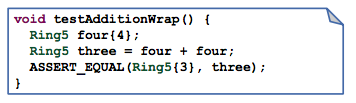 void testAdditionWrap() {
  Ring5 four{4};
  Ring5 three = four + four;
  ASSERT_EQUAL(Ring5{3}, three);
}